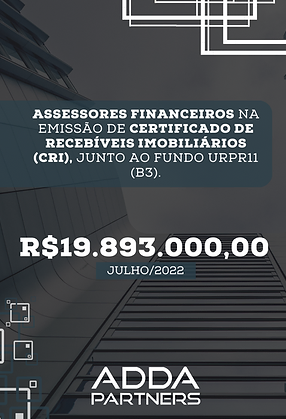 ASSESSORES FINANCEIROS NA
EMISSÃO DE CERTIFICADO DE
RECEBÍVEIS IMOBILIÁRIOS
(CRI), JUNTO AO FUNDO URPR11
(B3).
R$19.893.000,00
JULHO/2022
ADDA
PARTNERS